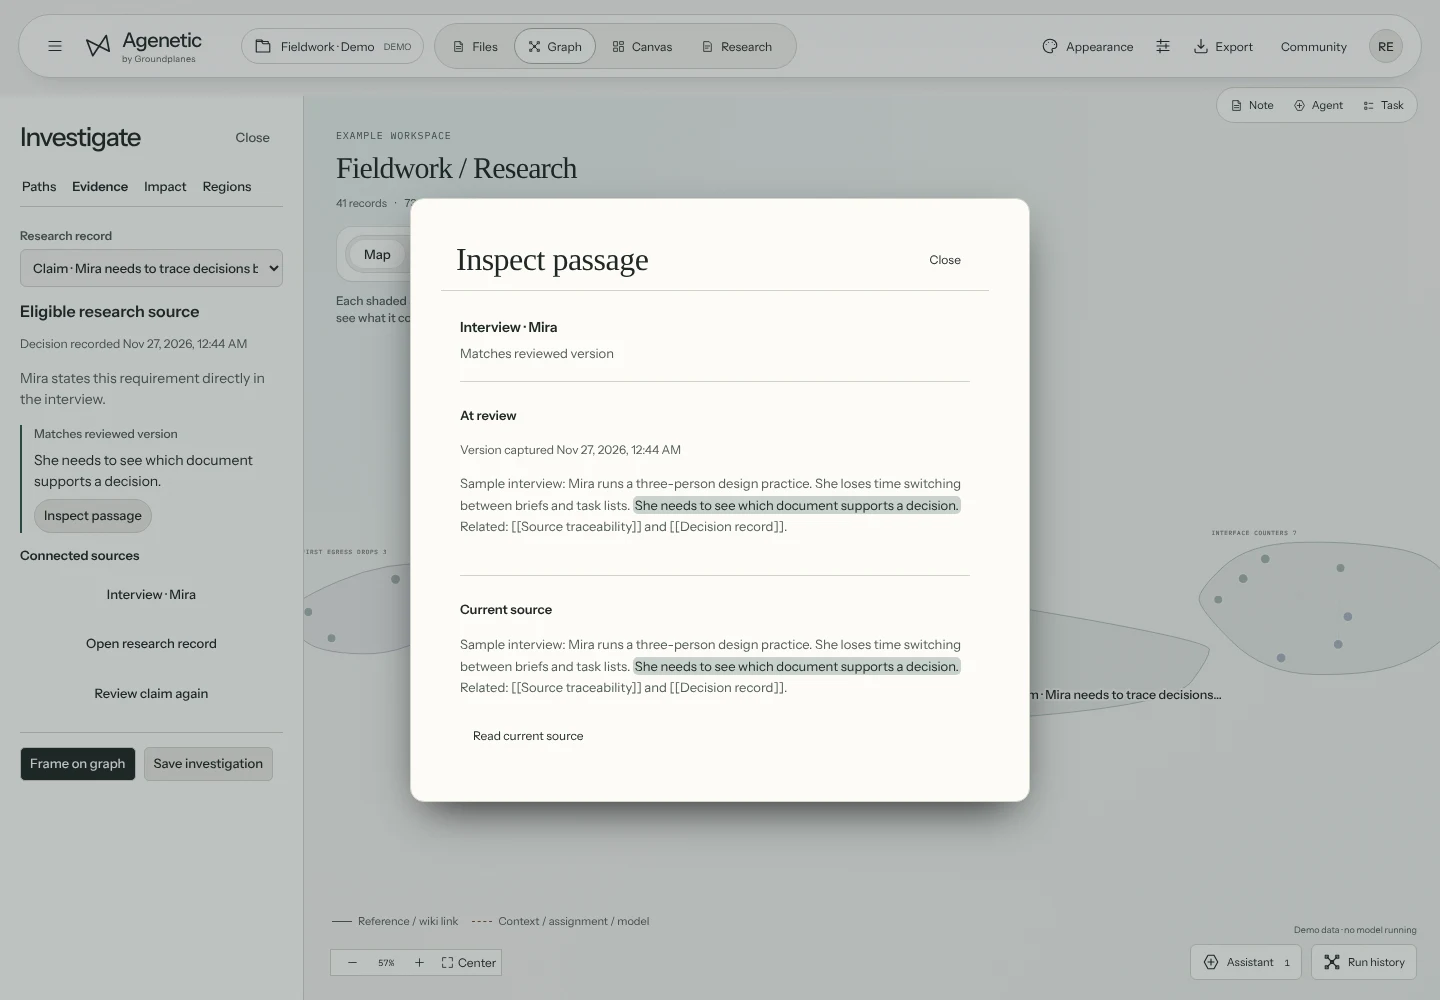 Agenetic
by Groundplanes
Fieldwork · Demo DEMO
Files
Graph
Canvas
Research
Appearance
Export
Community
RE
Note
Agent
Task
Investigate
Close
Paths
Evidence
Impact
Regions
Research record
Claim · Mira needs to trace decisions b
Eligible research source
Decision recorded Nov 27, 2026, 12:44 AM
Mira states this requirement directly in
the interview.
Matches reviewed version
She needs to see which document
supports a decision.
Inspect passage
Connected sources
Interview · Mira
Open research record
Review claim again
Frame on graph
Save investigation
EXAMPLE WORKSPACE
Fieldwork / Research
41 records ·
Map
Each shaded
see what it
Inspect passage
Close
Interview · Mira
Matches reviewed version
At review
Version captured Nov 27, 2026, 12:44 AM
Sample interview: Mira runs a three-person design practice. She loses time switching
between briefs and task lists. She needs to see which document supports a decision.
Related: [[Source traceability]] and [[Decision record]].
Current source
Sample interview: Mira runs a three-person design practice. She loses time switching
between briefs and task lists. She needs to see which document supports a decision.
Related: [[Source traceability]] and [[Decision record]].
Read current source
EGRESS DROPS 3
INTERFACE COUNTERS 7
· Mira needs to trace decisions...
Reference / wiki link
Context / assignment / model
− 57% +
Center
Demo data · no model running
Assistant 1
Run history